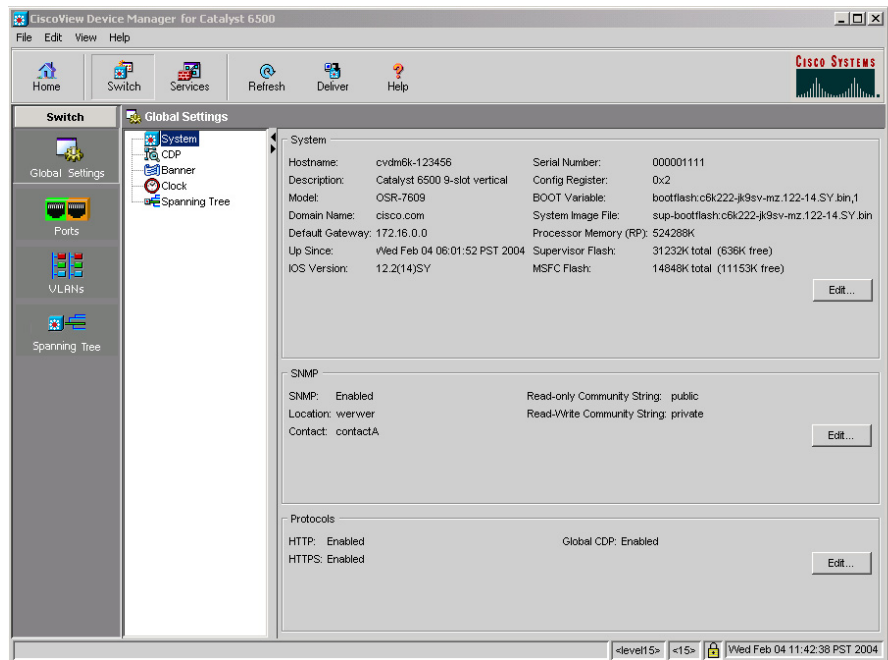 CiscoView Device Manager for Catalyst 6500
File Edit View Help
Home Switch Services Refresh Deliver Help
CISCO SYSTEMS
Switch
Global Settings
Ports
VLANs
Spanning Tree
Global Settings
System
CDP
Banner
Clock
Spanning Tree
System
Hostname: cvdm6k-123456 Serial Number: 000001111
Description: Catalyst 6500 9-slot vertical Config Register: 0x2
Model: OSR-7609 BOOT Variable: bootflash:c6k222-jk9sv-mz.122-14.SY.bin,1
Domain Name: cisco.com System Image File: sup-bootflash:c6k222-jk9sv-mz.122-14.SY.bin
Default Gateway: 172.16.0.0 Processor Memory (RP): 524288K
Up Since: Wed Feb 04 06:01:52 PST 2004 Supervisor Flash: 31232K total (636K free)
IOS Version: 12.2(14)SY MSFC Flash: 14848K total (11153K free)
Edit...
SNMP
SNMP: Enabled Read-only Community String: public
Location: werwer Read-Write Community String: private
Contact: contactA
Edit...
Protocols
HTTP: Enabled Global CDP: Enabled
HTTPS: Enabled
Edit...
<level15> <15> Wed Feb 04 11:42:38 PST 2004